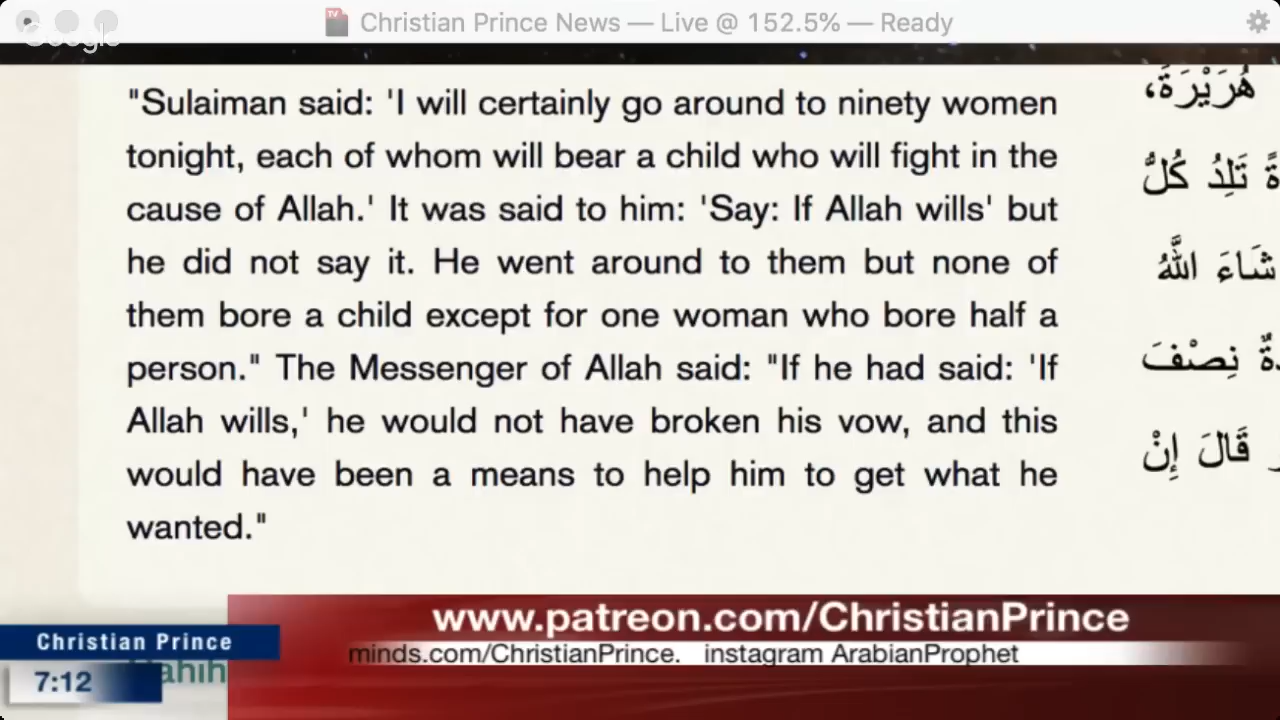 Christian Prince News — Live @ 152.5% — Ready
Google
"Sulaiman said: 'I will certainly go around to ninety women
tonight, each of whom will bear a child who will fight in the
cause of Allah.' It was said to him: 'Say: If Allah wills' but
he did not say it. He went around to them but none of
them bore a child except for one woman who bore half a
person." The Messenger of Allah said: "If he had said: 'If
Allah wills,' he would not have broken his vow, and this
would have been a means to help him to get what he
wanted."
هُرَيْرَةَ،
تَلِدُ كُلُّ
شَاءَ اللَّهُ
نِصْفَ
قَالَ إِنْ
www.patreon.com/ChristianPrince
minds.com/ChristianPrince. instagram ArabianProphet
Christian Prince
7:12